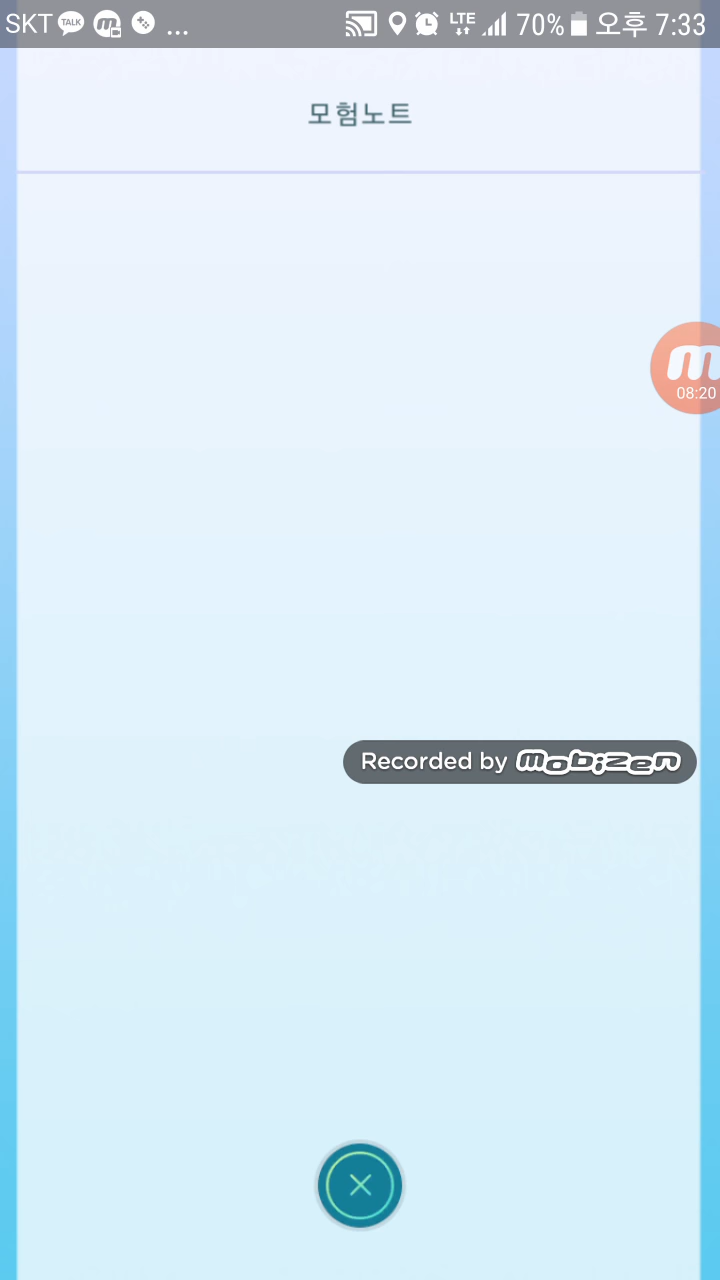 SKT TALK m ... LTE 70% 오후 7:33
모험노트
m
08:20
Recorded by mobizen